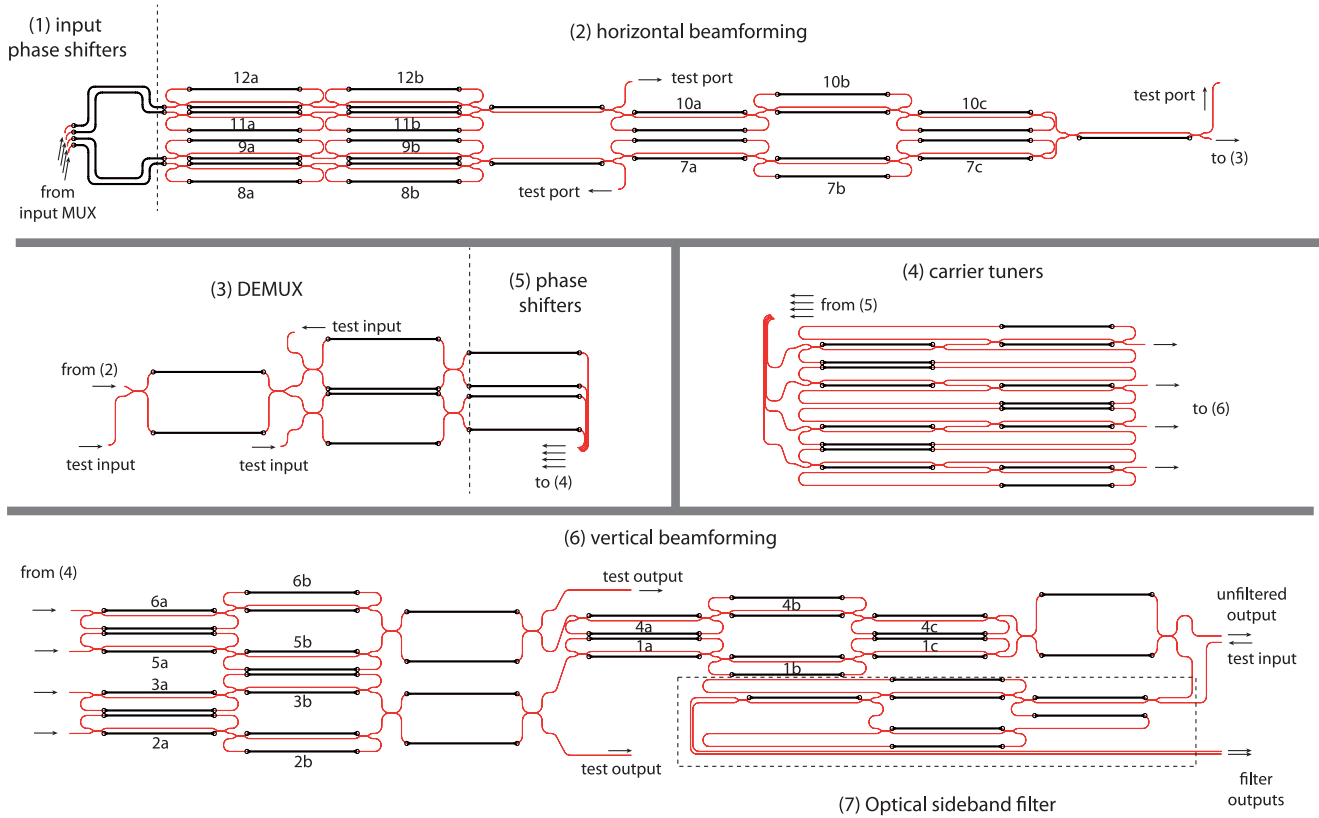 (1) input
phase shifters
(2) horizontal beamforming
12a
12b
test port
10b
10a
10c
test port
11a
11b
9a
9b
to (3)
from
input MUX
7a
7c
8a
8b
test port
7b
(3) DEMUX
(5) phase
shifters
(4) carrier tuners
test input
from (5)
from (2)
to (6)
test input
test input
to (4)
(6) vertical beamforming
from (4)
6b
test output
unfiltered
output
6a
4b
4a
4c
5b
1a
1c
test input
5a
1b
3a
3b
2a
2b
test output
filter
outputs
(7) Optical sideband filter